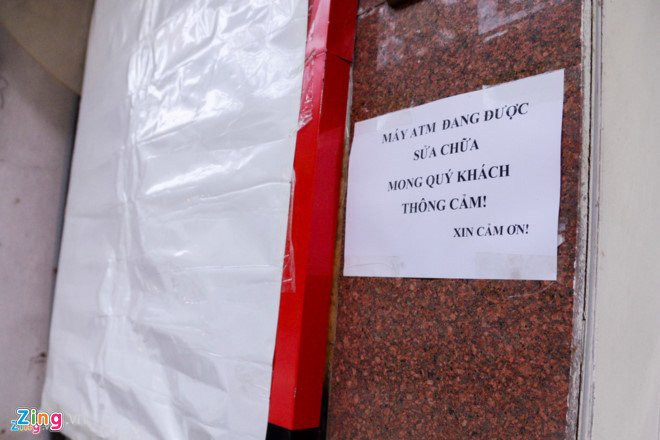 MÁY ATM ĐANG ĐƯỢC
SỬA CHỮA
MONG QUÝ KHÁCH
THÔNG CẢM!
XIN CẢM ƠN!
Zing